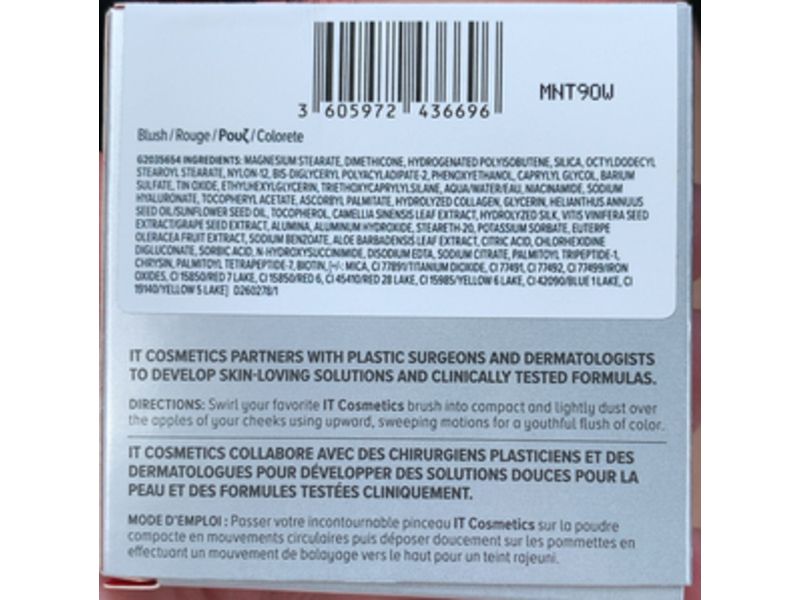 3 605972 436696
MNT90W
Blush / Rouge / Ρουζ / Colorete
G2035654 INGREDIENTS: MAGNESIUM STEARATE, DIMETHICONE, HYDROGENATED POLYISOBUTENE, SILICA, OCTYLDODECYL
STEAROYL STEARATE, NYLON-12, BIS-DIGLYCERYL POLYACYLADIPATE-2, PHENOXYETHANOL, CAPRYLYL GLYCOL, BARIUM
SULFATE, TIN OXIDE, ETHYLHEXYLGLYCERIN, TRIETHOXYCAPRYLYLSILANE, AQUA/WATER/EAU, NIACINAMIDE, SODIUM
HYALURONATE, TOCOPHERYL ACETATE, ASCORBYL PALMITATE, HYDROLYZED COLLAGEN, GLYCERIN, HELIANTHUS ANNUUS
SEED OIL/SUNFLOWER SEED OIL, TOCOPHEROL, CAMELLIA SINENSIS LEAF EXTRACT, HYDROLYZED SILK, VITIS VINIFERA SEED
EXTRACT/GRAPE SEED EXTRACT, ALUMINA, ALUMINUM HYDROXIDE, STEARETH-20, POTASSIUM SORBATE, EUTERPE
OLERACEA FRUIT EXTRACT, SODIUM BENZOATE, ALOE BARBADENSIS LEAF EXTRACT, CITRIC ACID, CHLORHEXIDINE
DIGLUCONATE, SORBIC ACID, N-HYDROXYSUCCINIMIDE, DISODIUM EDTA, SODIUM CITRATE, PALMITOYL TRIPEPTIDE-1,
CHRYSIN, PALMITOYL TETRAPEPTIDE-7, BIOTIN, [+/-: MICA, CI 77891/TITANIUM DIOXIDE, CI 77491, CI 77492, CI 77499/IRON
OXIDES, CI 15850/RED 7 LAKE, CI 15850/RED 6, CI 45410/RED 28 LAKE, CI 15985/YELLOW 6 LAKE, CI 42090/BLUE 1 LAKE, CI
19140/YELLOW 5 LAKE] D260278/1
IT COSMETICS PARTNERS WITH PLASTIC SURGEONS AND DERMATOLOGISTS
TO DEVELOP SKIN-LOVING SOLUTIONS AND CLINICALLY TESTED FORMULAS.
DIRECTIONS: Swirl your favorite IT Cosmetics brush into compact and lightly dust over
the apples of your cheeks using upward, sweeping motions for a youthful flush of color.
IT COSMETICS COLLABORE AVEC DES CHIRURGIENS PLASTICIENS ET DES
DERMATOLOGUES POUR DÉVELOPPER DES SOLUTIONS DOUCES POUR LA
PEAU ET DES FORMULES TESTÉES CLINIQUEMENT.
MODE D'EMPLOI : Passer votre incontournable pinceau IT Cosmetics sur la poudre
compacte en mouvements circulaires puis déposer doucement sur les pommettes en
effectuant un mouvement de balayage vers le haut pour un teint rajeuni.